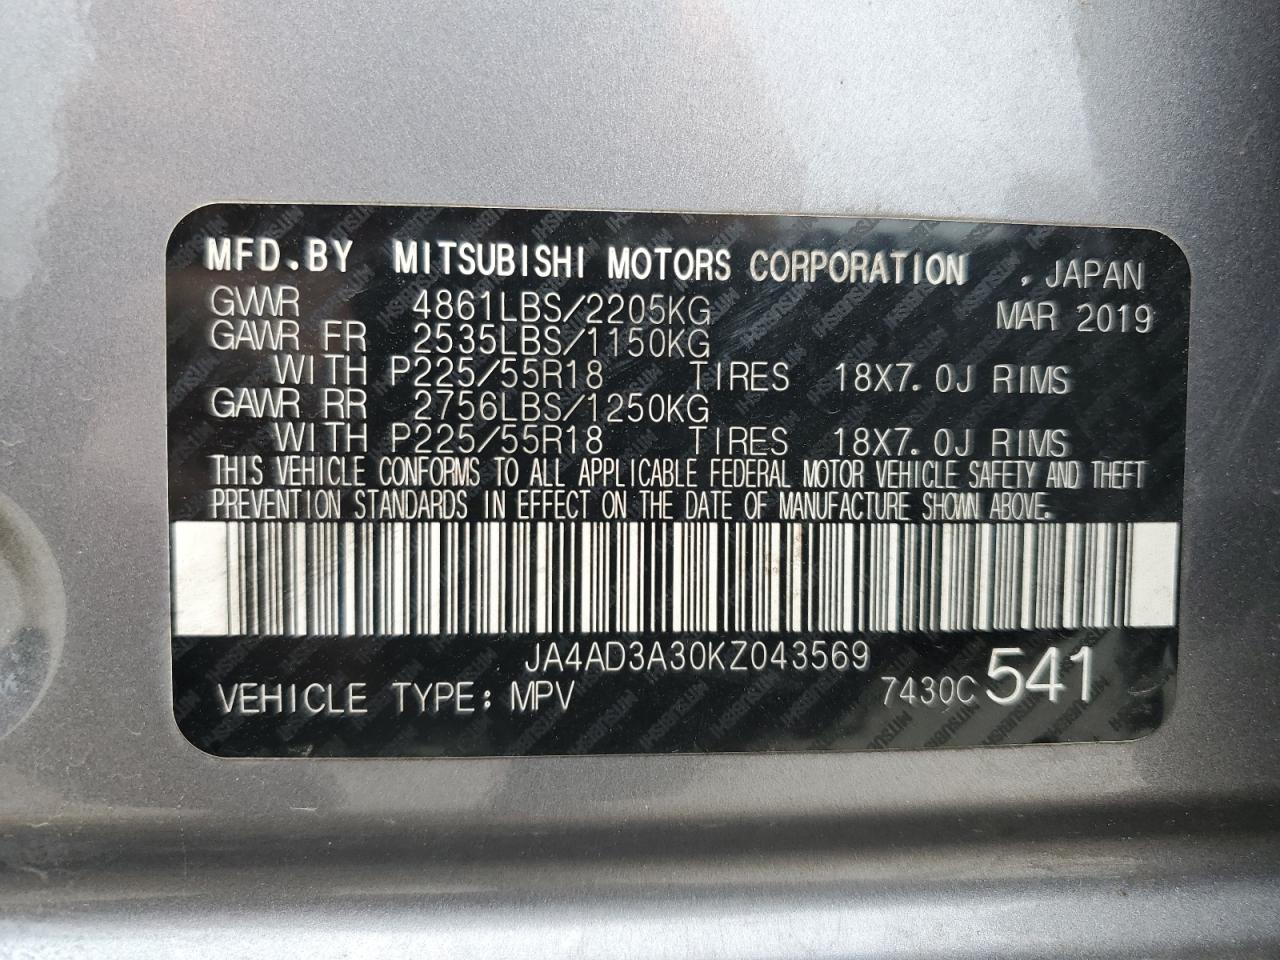 MFD.BY MITSUBISHI MOTORS CORPORATION , JAPAN
GVWR 4861LBS/2205KG MAR 2019
GAWR FR 2535LBS/1150KG
WITH P225/55R18 TIRES 18X7.0J RIMS
GAWR RR 2756LBS/1250KG
WITH P225/55R18 TIRES 18X7.0J RIMS
THIS VEHICLE CONFORMS TO ALL APPLICABLE FEDERAL MOTOR VEHICLE SAFETY AND THEFT
PREVENTION STANDARDS IN EFFECT ON THE DATE OF MANUFACTURE SHOWN ABOVE.
JA4AD3A30KZ043569
VEHICLE TYPE: MPV 7430C 541